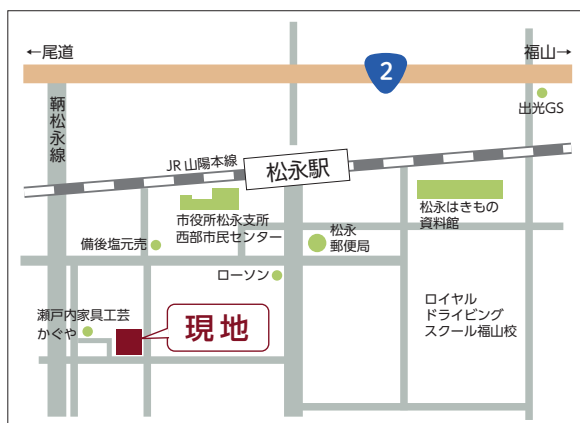 ←尾道
福山→
2
出光GS
鞆松永線
JR山陽本線
松永駅
市役所松永支所
西部市民センター
松永はきもの
資料館
備後塩元売
松永
郵便局
ローソン
瀬戸内家具工芸
かぐや
現地
ロイヤル
ドライビング
スクール福山校